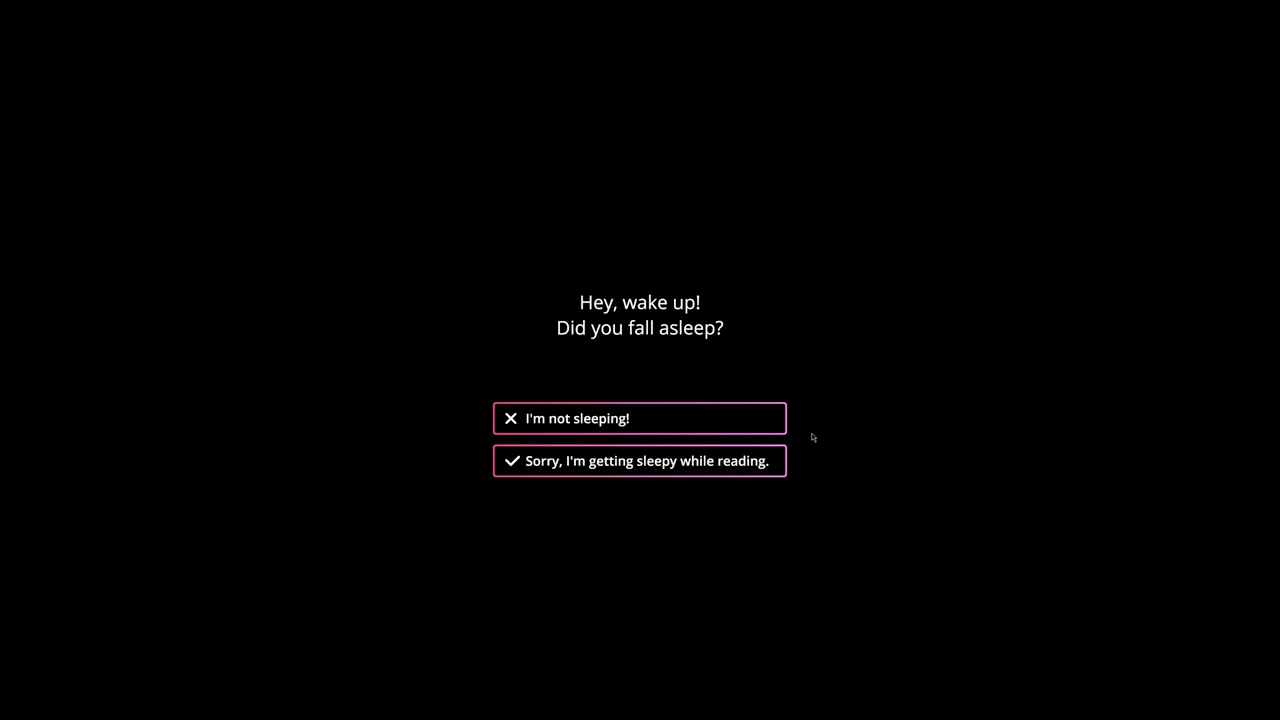 Hey, wake up!
Did you fall asleep?
I'm not sleeping!
Sorry, I'm getting sleepy while reading.